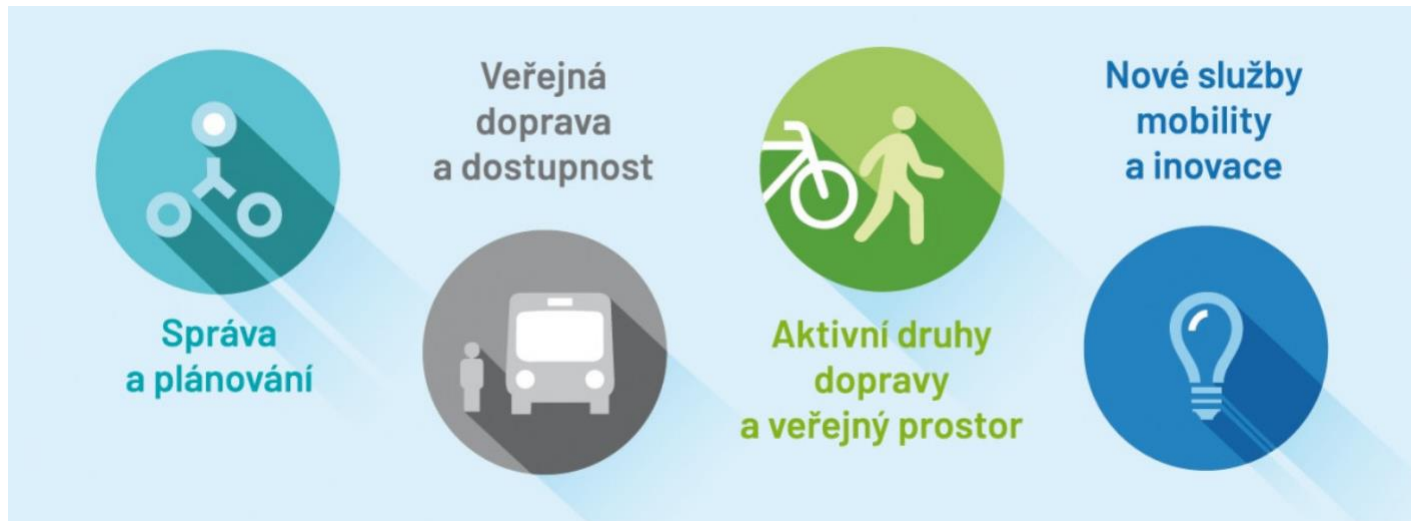 Správa
a plánování
Veřejná
doprava
a dostupnost
Aktivní druhy
dopravy
a veřejný prostor
Nové služby
mobility
a inovace